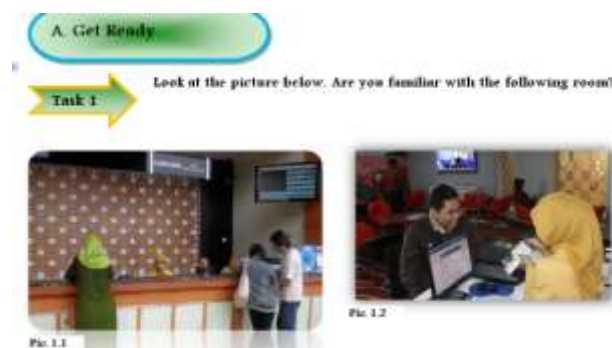 A. Get Ready
Look at the picture below. Are you familiar with the following room?
Task 1
Pic. 1.2
Pic. 1.1